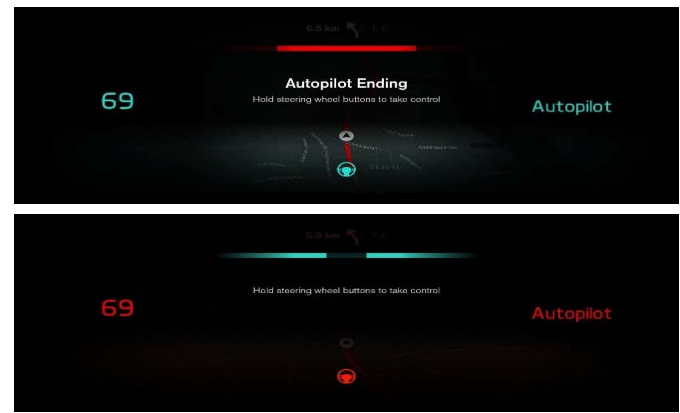 6.5 km
Autopilot Ending
69
Hold steering wheel buttons to take control
Autopilot
5.9 km
Hold steering wheel buttons to take control
69
Autopilot